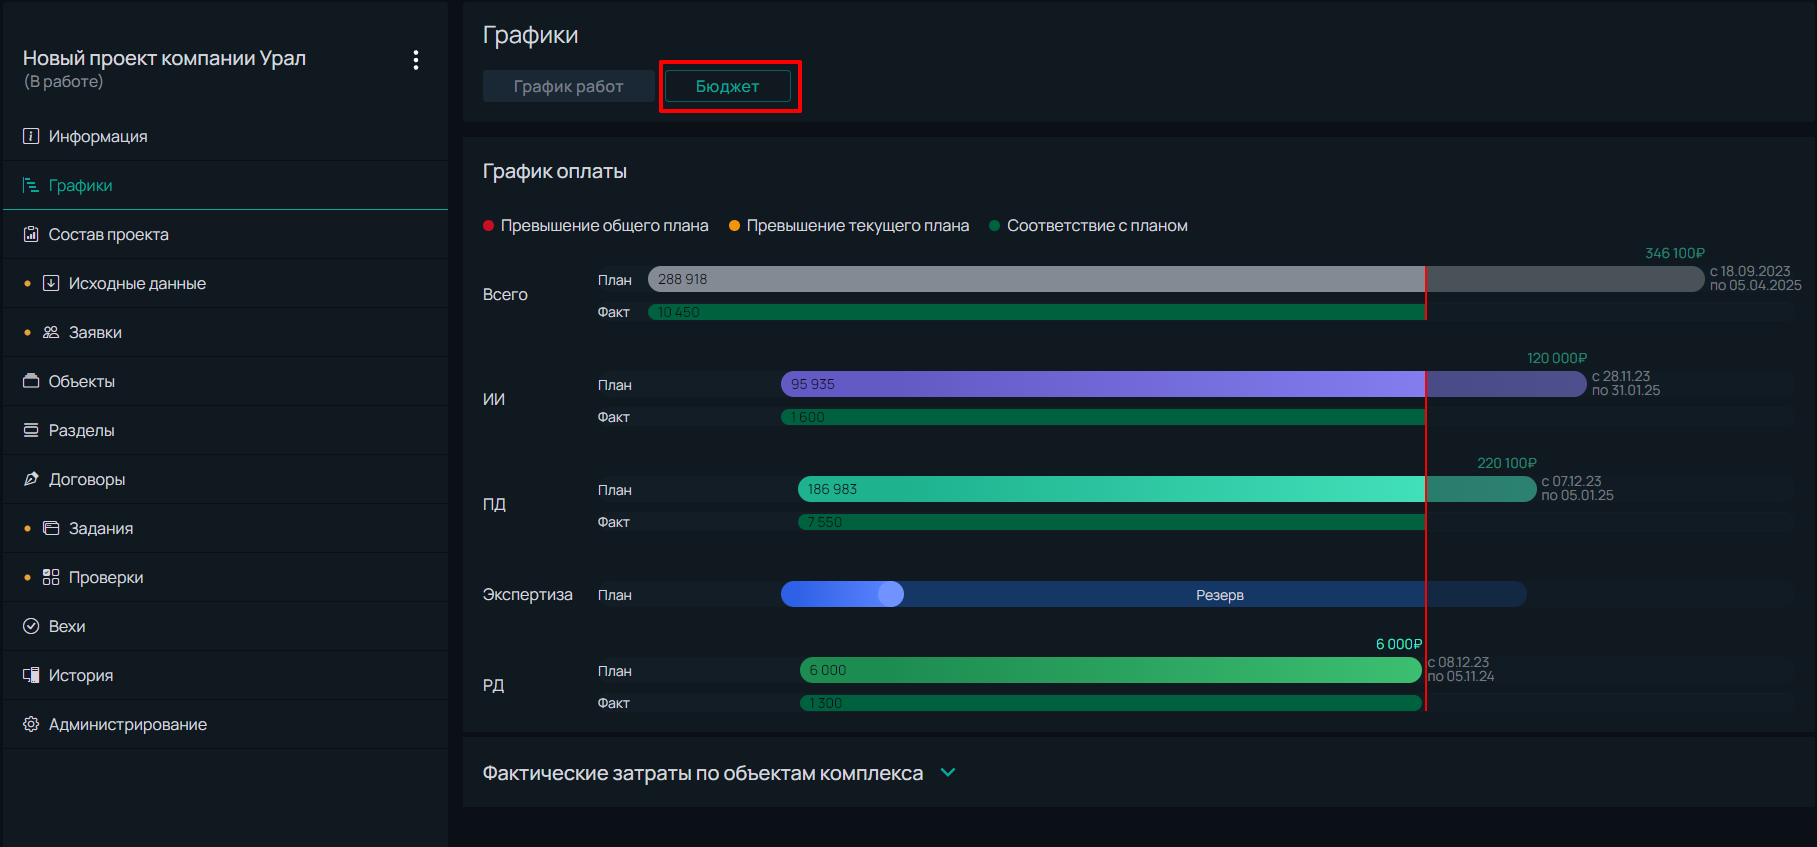 Новый проект компании Урал
(В работе)
Информация
Графики
Состав проекта
Исходные данные
Заявки
Объекты
Разделы
Договоры
Задания
Проверки
Вехи
История
Администрирование
Графики
График работ
Бюджет
График оплаты
Превышение общего плана
Превышение текущего плана
Соответствие с планом
346 100₽
Всего
План
288 918
с 18.09.2023
по 05.04.2025
Факт
10 450
120 000₽
ИИ
План
95 935
с 28.11.23
по 31.01.25
Факт
1 600
220 100₽
ПД
План
186 983
с 07.12.23
по 05.01.25
Факт
7 550
Экспертиза
План
Резерв
6 000₽
РД
План
6 000
с 08.12.23
по 05.11.24
Факт
1 300
Фактические затраты по объектам комплекса